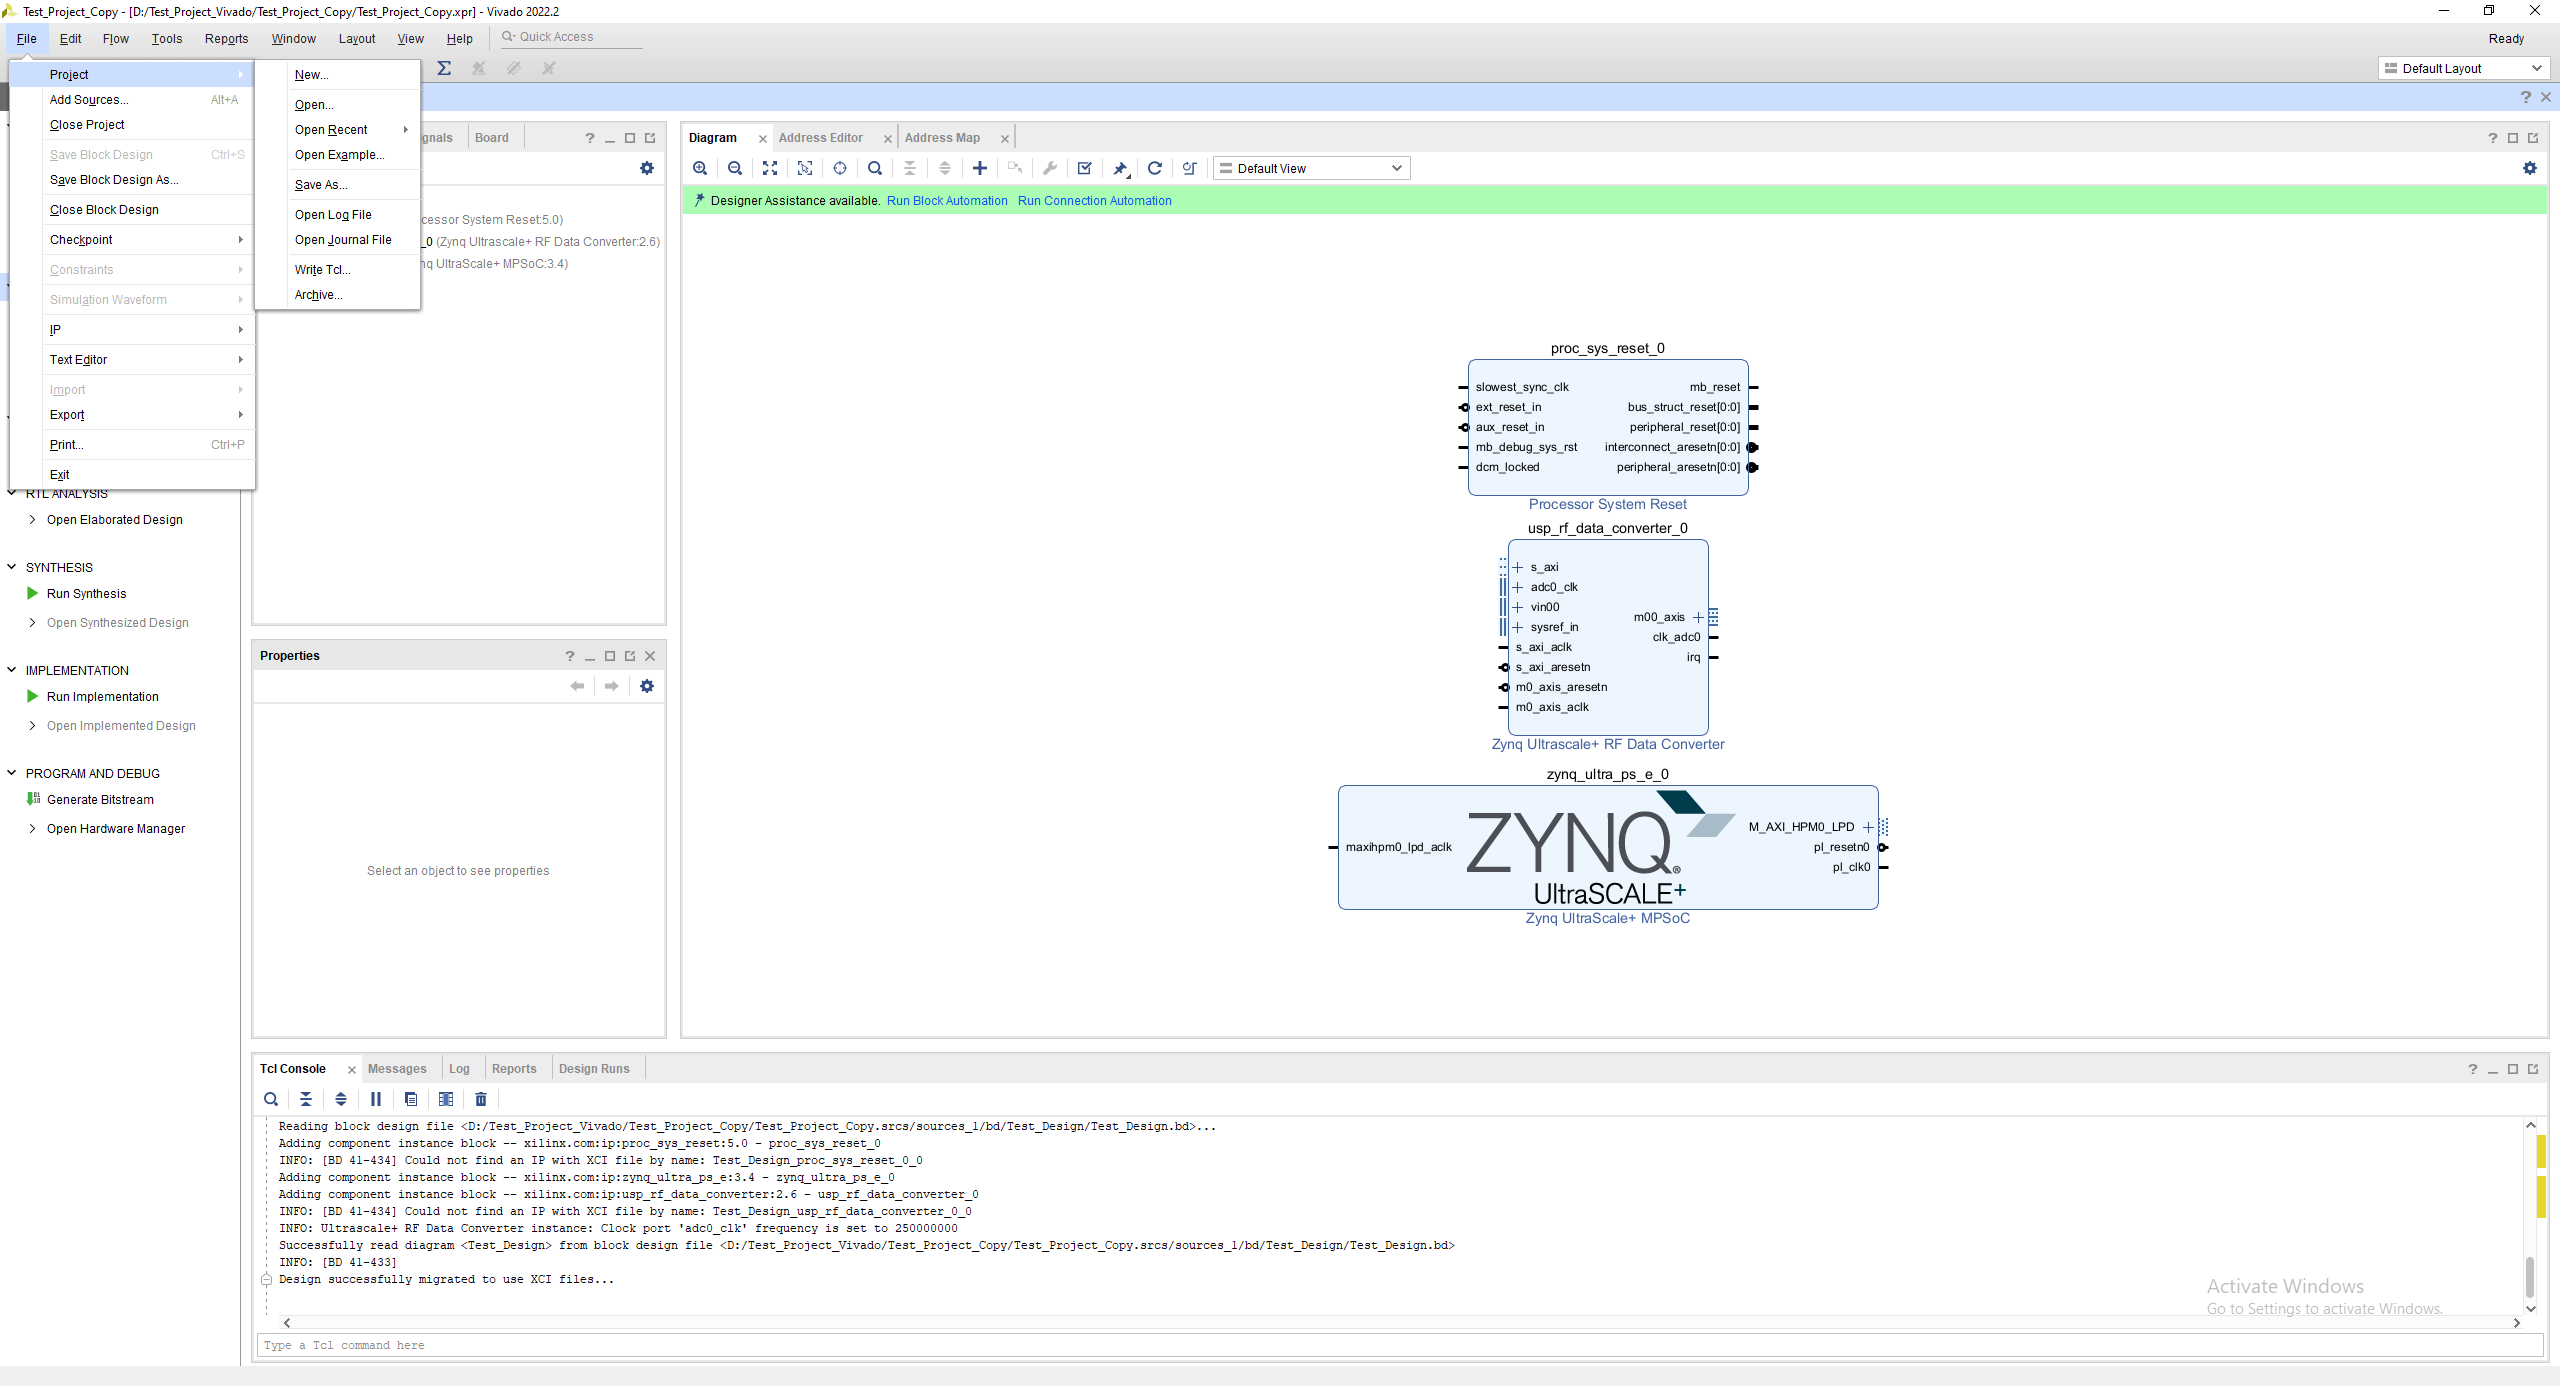 Test_Project_Copy - [D:/Test_Project_Vivado/Test_Project_Copy/Test_Project_Copy.xpr] - Vivado 2022.2
File Edit Flow Tools Reports Window Layout View Help Quick Access Ready
Default Layout
Project
Add Sources... Alt+A
Close Project
Save Block Design Ctrl+S
Save Block Design As...
Close Block Design
Checkpoint
Constraints
Simulation Waveform
IP
Text Editor
Import
Export
Print... Ctrl+P
Exit
New...
Open...
Open Recent
Open Example...
Save As...
Open Log File
Open Journal File
Write Tcl...
Archive...
RTL ANALYSIS
Open Elaborated Design
SYNTHESIS
Run Synthesis
Open Synthesized Design
IMPLEMENTATION
Run Implementation
Open Implemented Design
PROGRAM AND DEBUG
Generate Bitstream
Open Hardware Manager
gnals Board
cessor System Reset:5.0)
_0 (Zynq Ultrascale+ RF Data Converter:2.6)
nq UltraScale+ MPSoC:3.4)
Properties
Select an object to see properties
Diagram Address Editor Address Map
Default View
Designer Assistance available. Run Block Automation Run Connection Automation
proc_sys_reset_0
slowest_sync_clk mb_reset
ext_reset_in bus_struct_reset[0:0]
aux_reset_in peripheral_reset[0:0]
mb_debug_sys_rst interconnect_aresetn[0:0]
dcm_locked peripheral_aresetn[0:0]
Processor System Reset
usp_rf_data_converter_0
s_axi
adc0_clk
vin00
m00_axis
sysref_in
clk_adc0
s_axi_aclk
irq
s_axi_aresetn
m0_axis_aresetn
m0_axis_aclk
Zynq Ultrascale+ RF Data Converter
zynq_ultra_ps_e_0
M_AXI_HPM0_LPD
maxihpm0_lpd_aclk ZYNQ® pl_resetn0
pl_clk0
UltraSCALE+
Zynq UltraScale+ MPSoC
Tcl Console Messages Log Reports Design Runs
Reading block design file <D:/Test_Project_Vivado/Test_Project_Copy/Test_Project_Copy.srcs/sources_1/bd/Test_Design/Test_Design.bd>...
Adding component instance block -- xilinx.com:ip:proc_sys_reset:5.0 - proc_sys_reset_0
INFO: [BD 41-434] Could not find an IP with XCI file by name: Test_Design_proc_sys_reset_0_0
Adding component instance block -- xilinx.com:ip:zynq_ultra_ps_e:3.4 - zynq_ultra_ps_e_0
Adding component instance block -- xilinx.com:ip:usp_rf_data_converter:2.6 - usp_rf_data_converter_0
INFO: [BD 41-434] Could not find an IP with XCI file by name: Test_Design_usp_rf_data_converter_0_0
INFO: Ultrascale+ RF Data Converter instance: Clock port 'adc0_clk' frequency is set to 250000000
Successfully read diagram <Test_Design> from block design file <D:/Test_Project_Vivado/Test_Project_Copy/Test_Project_Copy.srcs/sources_1/bd/Test_Design/Test_Design.bd>
INFO: [BD 41-433]
Design successfully migrated to use XCI files...
Type a Tcl command here
Activate Windows
Go to Settings to activate Windows.